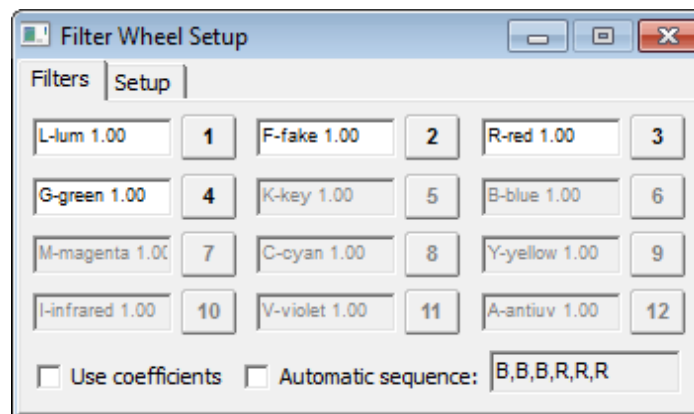 Filter Wheel Setup
Filters Setup
L-lum 1.00 1 F-fake 1.00 2 R-red 1.00 3
G-green 1.00 4 K-key 1.00 5 B-blue 1.00 6
M-magenta 1.00 7 C-cyan 1.00 8 Y-yellow 1.00 9
I-infrared 1.00 10 V-violet 1.00 11 A-antiuv 1.00 12
Use coefficients Automatic sequence: B,B,B,R,R,R